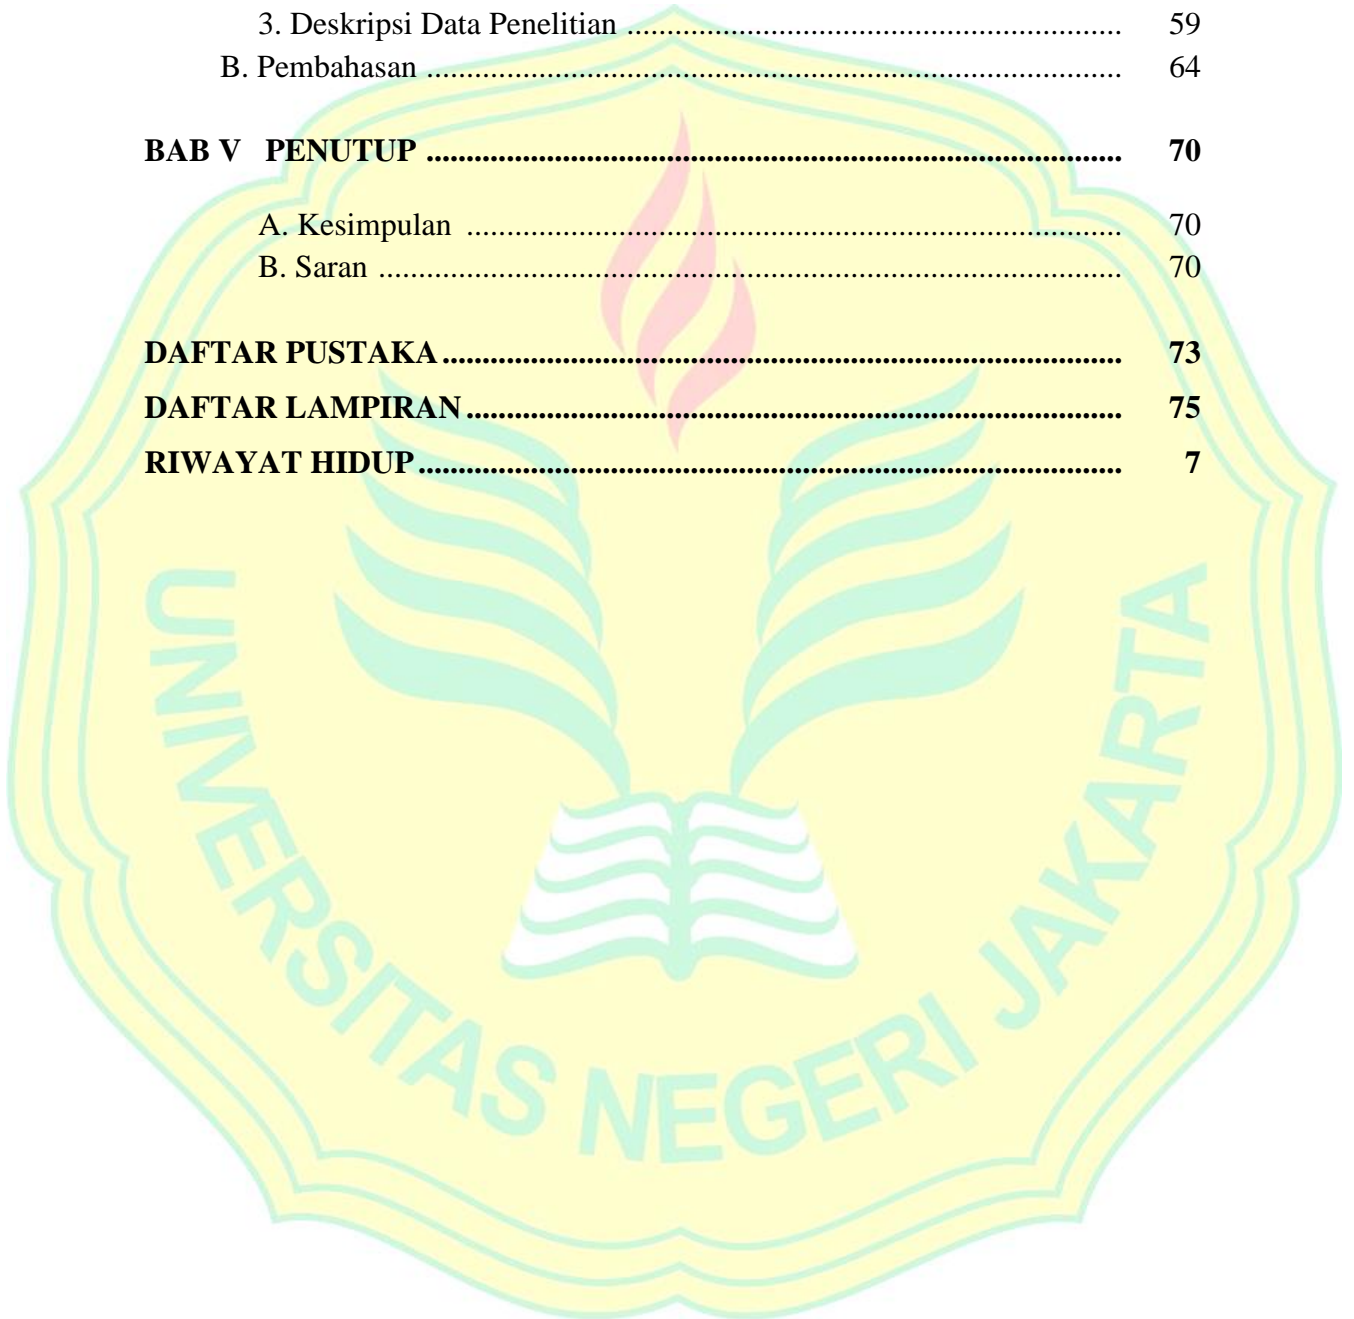 3. Deskripsi Data Penelitian ............................................................... 59
B. Pembahasan ......................................................................................... 64
BAB V PENUTUP ....................................................................................... 70
A. Kesimpulan .................................................................................... 70
B. Saran ............................................................................................... 70
DAFTAR PUSTAKA ..................................................................................... 73
DAFTAR LAMPIRAN .................................................................................. 75
RIWAYAT HIDUP ........................................................................................ 7
UNIVERSITAS NEGERI JAKARTA